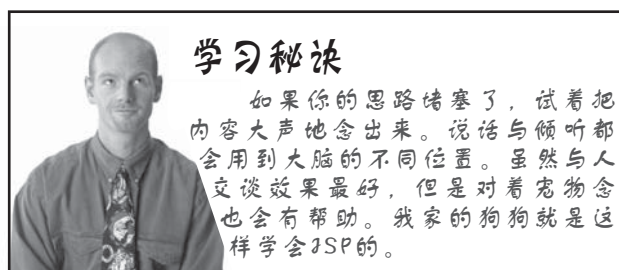 学习秘诀
如果你的思路堵塞了，试着把
内容大声地念出来。说话与倾听都
会用到大脑的不同位置。虽然与人
交谈效果最好，但是对着宠物念
也会有帮助。我家的狗狗就是这
样学会JSP的。